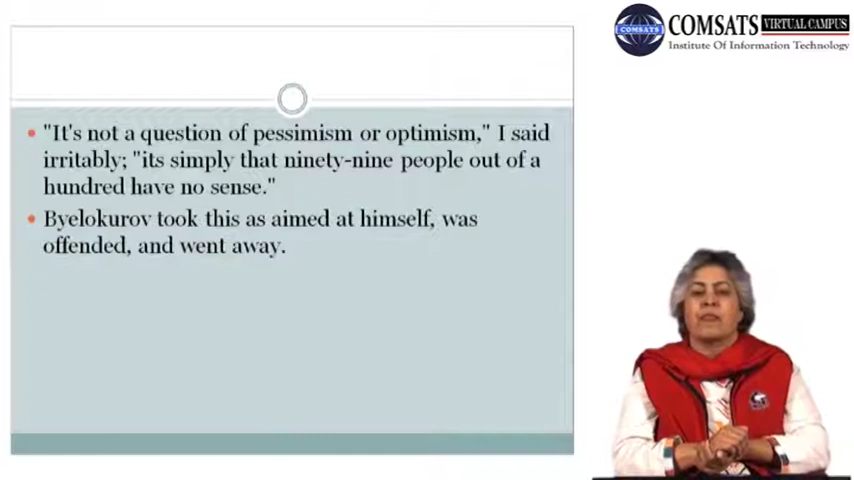 COMSATS VIRTUAL CAMPUS
COMSATS Institute Of Information Technology
"It's not a question of pessimism or optimism," I said
irritably; "its simply that ninety-nine people out of a
hundred have no sense."
Byelokurov took this as aimed at himself, was
offended, and went away.